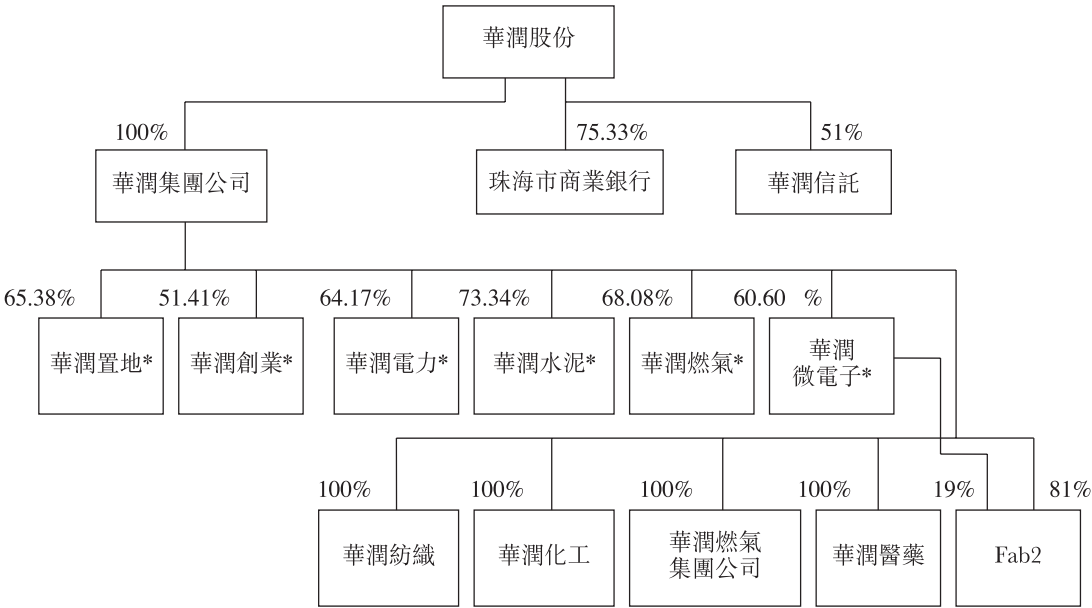 華潤股份
100%
75.33%
51%
華潤集團公司
珠海市商業銀行
華潤信託
65.38%
51.41%
64.17%
73.34%
68.08%
60.60 %
華潤置地*
華潤創業*
華潤電力*
華潤水泥*
華潤燃氣*
華潤
微電子*
100%
100%
100%
100%
19%
81%
華潤紡織
華潤化工
華潤燃氣
集團公司
華潤醫藥
Fab2